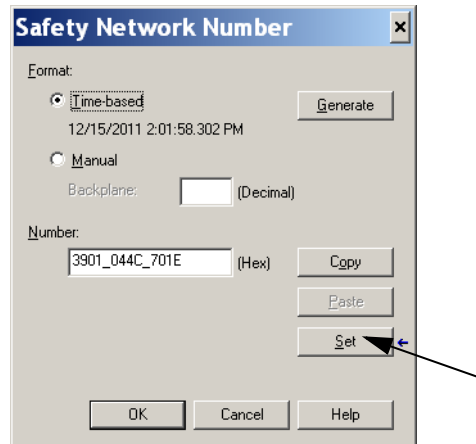 Safety Network Number
Format:
Time-based
Generate
12/15/2011 2:01:58.302 PM
Manual
Backplane:
(Decimal)
Number:
3901_044C_701E
(Hex)
Copy
Paste
Set
OK
Cancel
Help